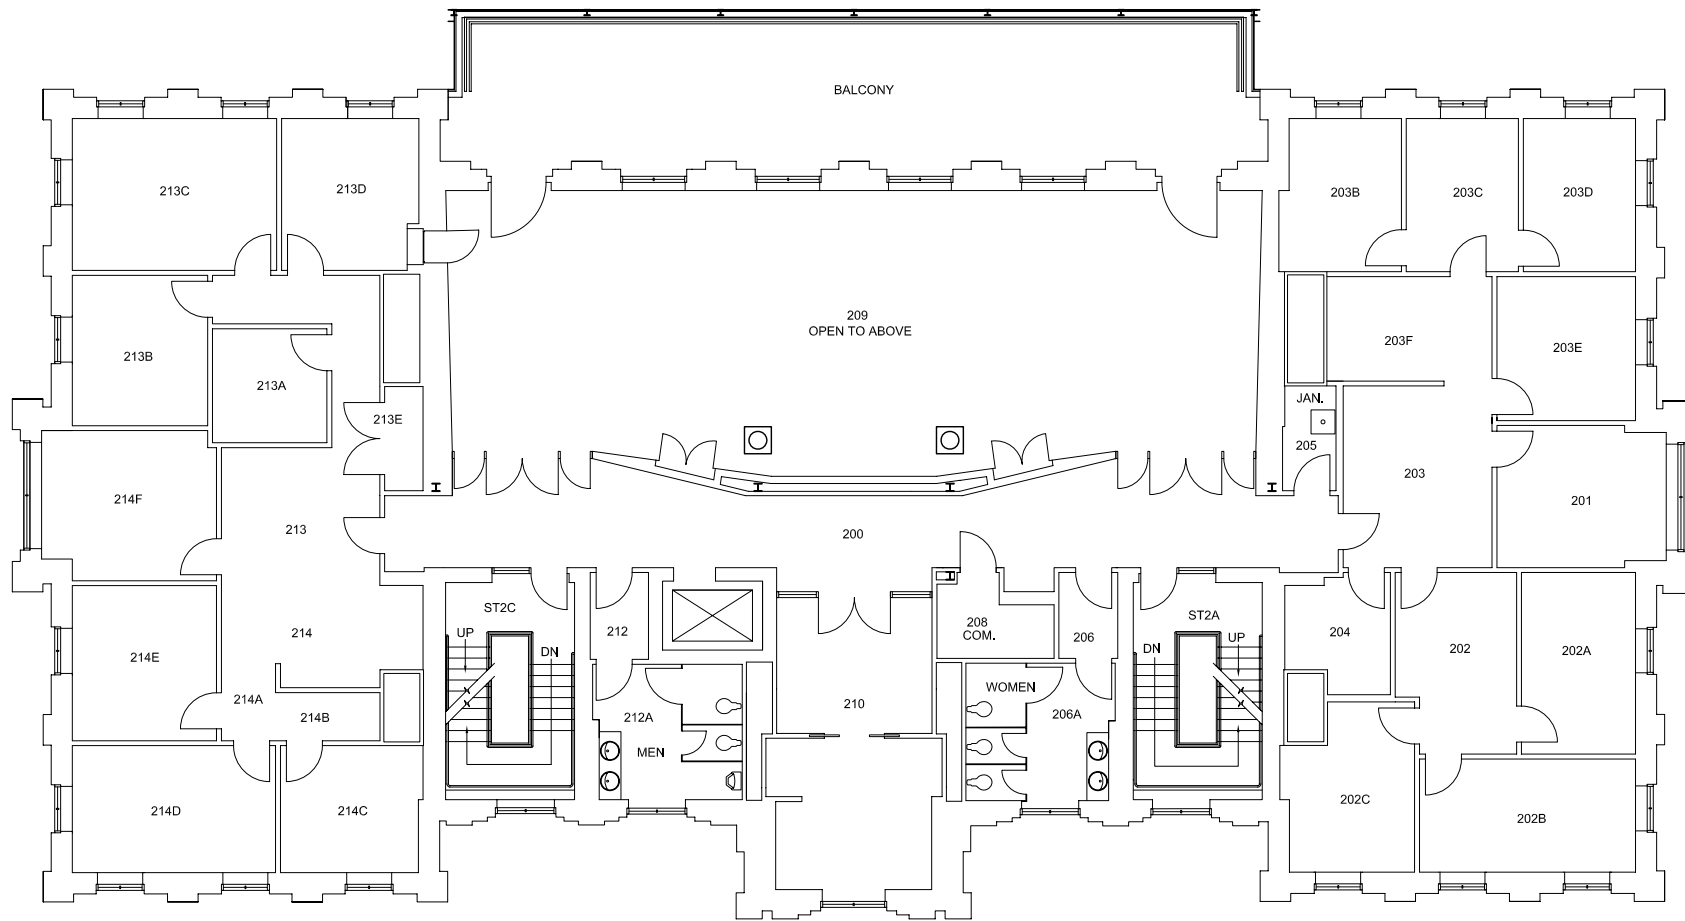 BALCONY
213C
213D
203B
203C
203D
209
OPEN TO ABOVE
213B
213A
213E
203F
203E
JAN.
205
214F
213
200
203
201
ST2C
UP
DN
212
208
COM.
206
ST2A
DN
UP
204
202
202A
214
214E
214A
214B
212A
MEN
210
WOMEN
206A
214D
214C
202C
202B